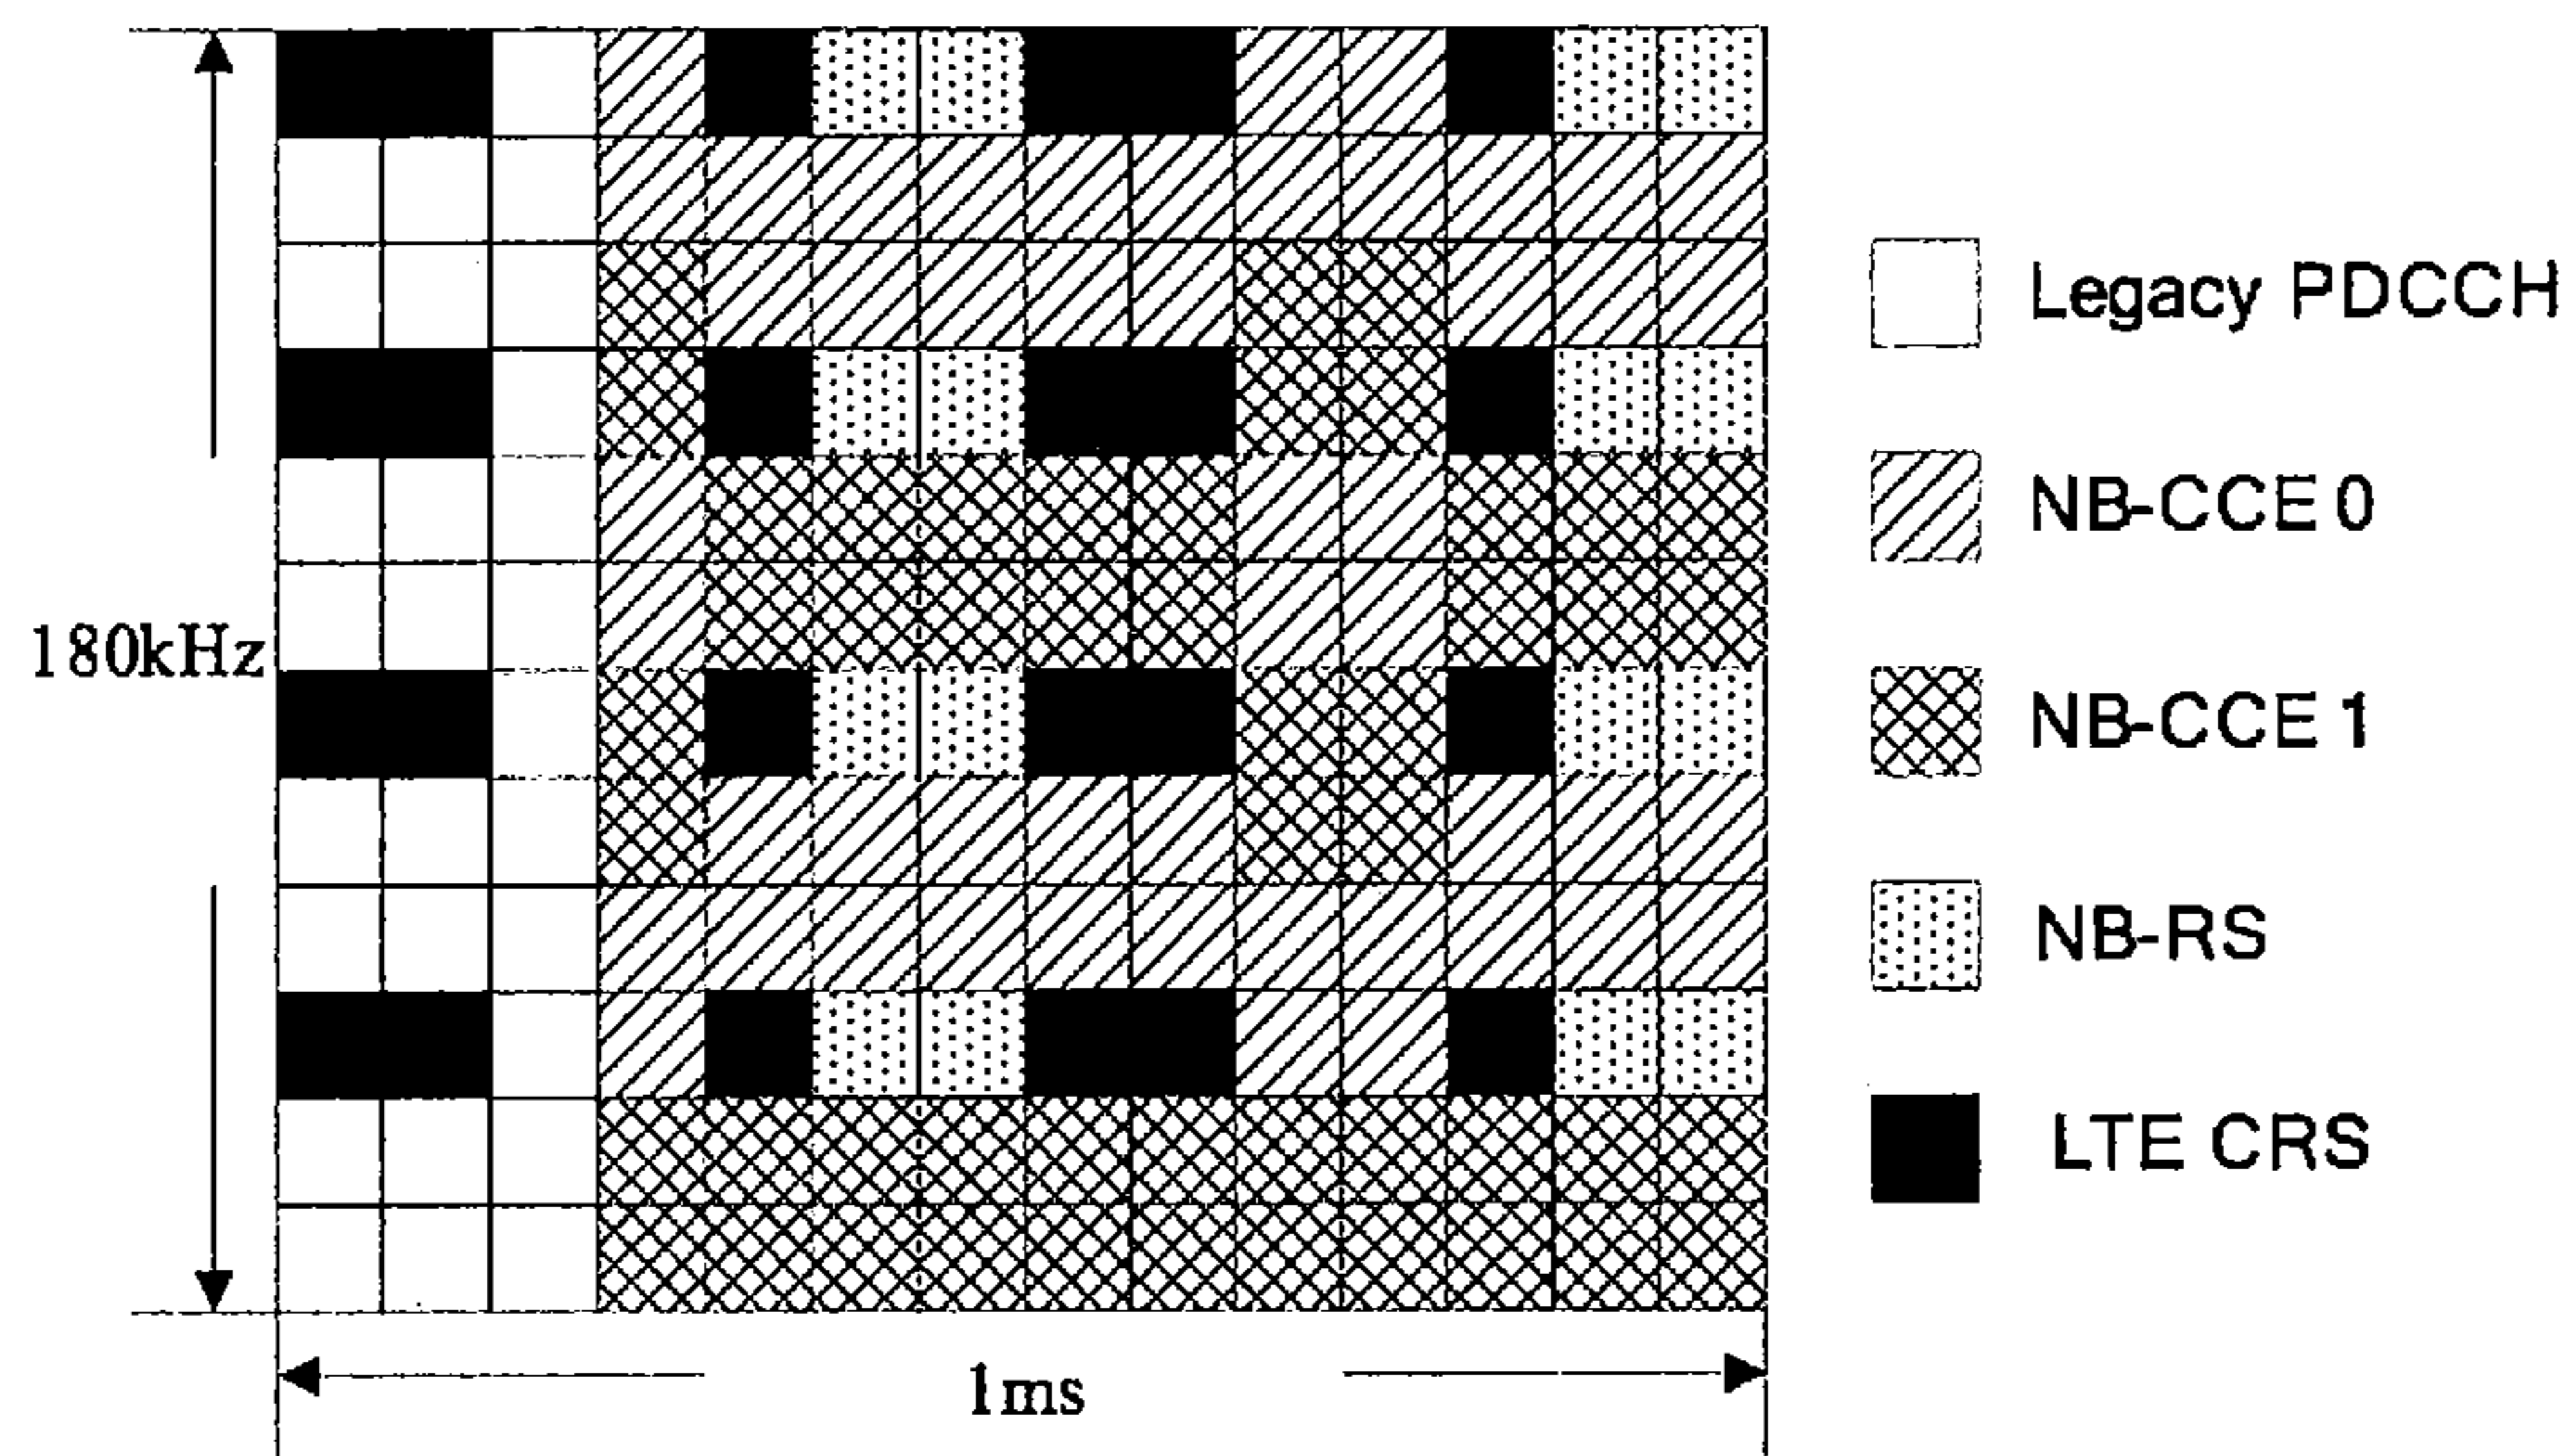 180kHz
1ms
Legacy PDCCH
NB-CCE 0
NB-CCE 1
NB-RS
LTE CRS